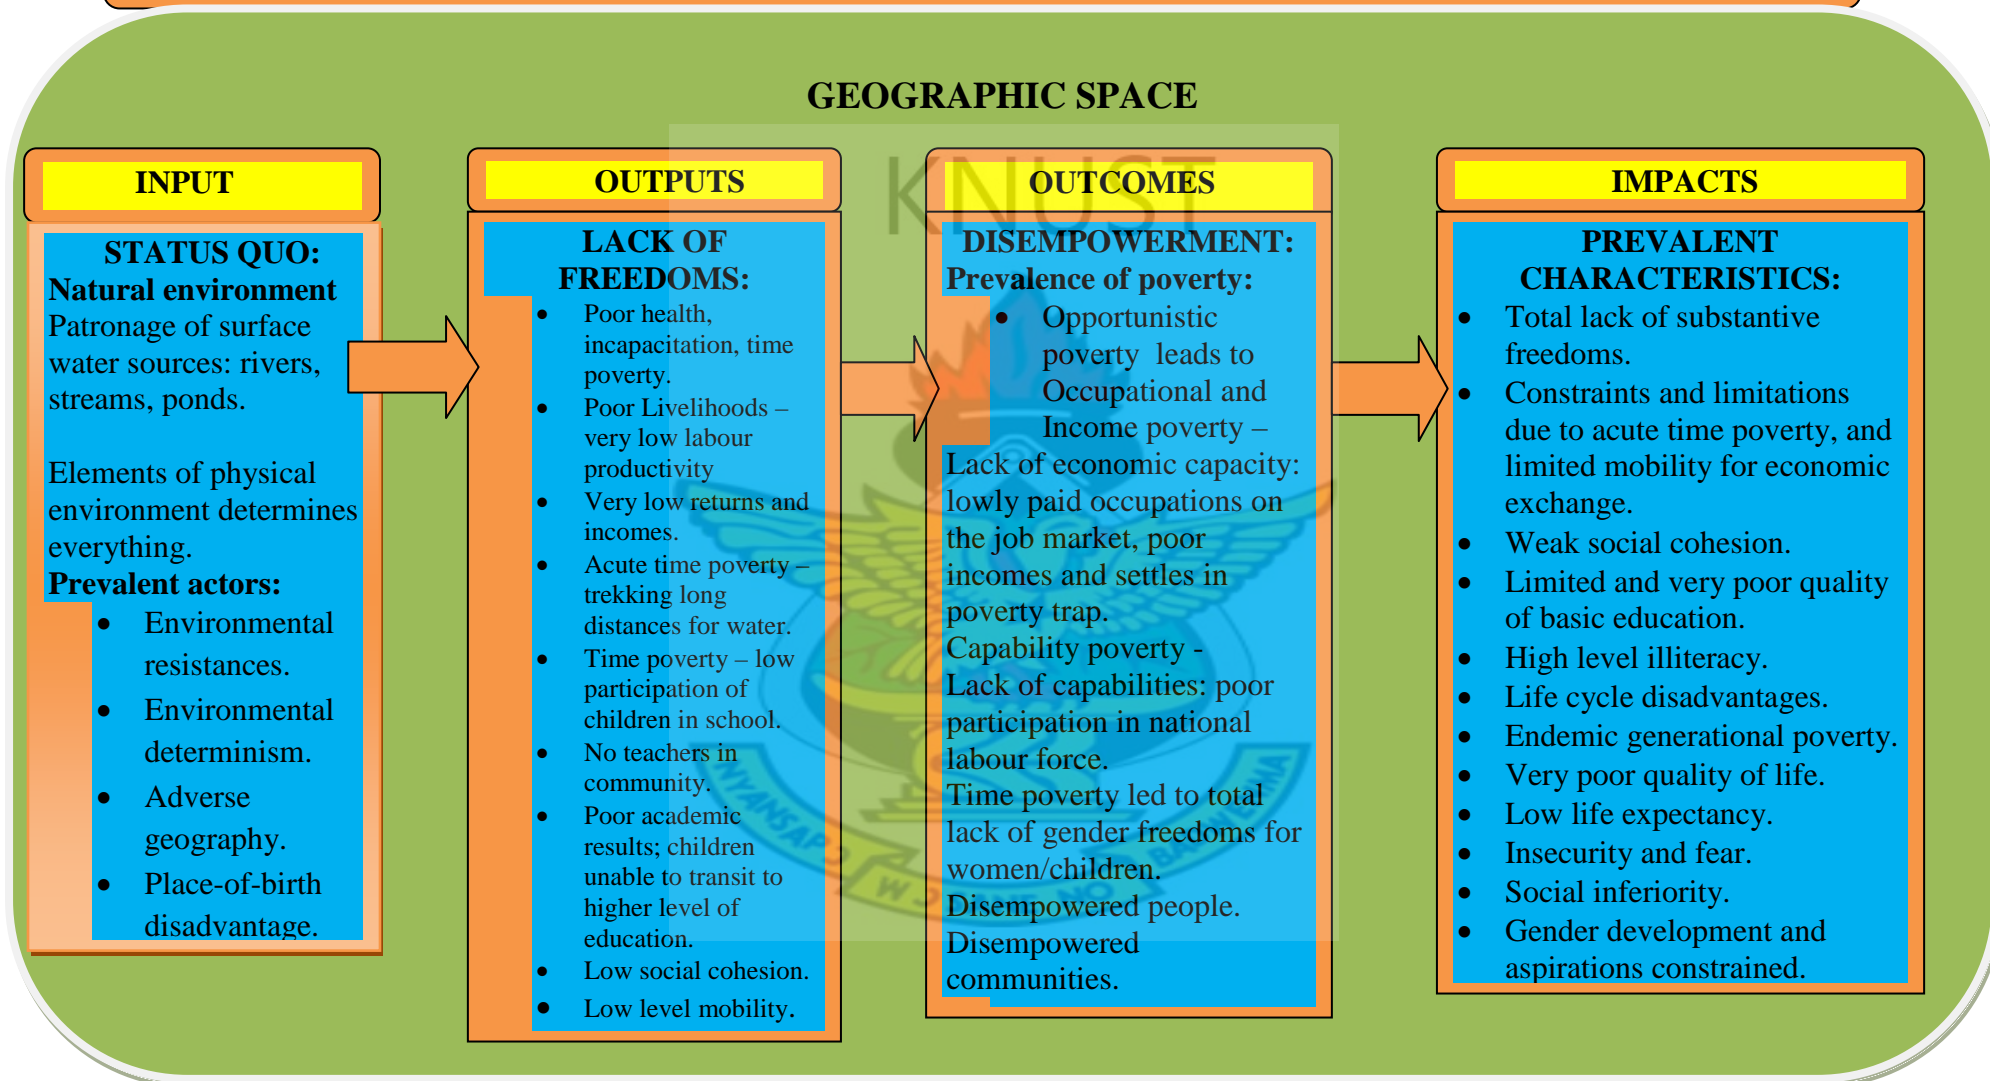 GEOGRAPHIC SPACE
KNUST
INPUT
STATUS QUO:
Natural environment
Patronage of surface
water sources: rivers,
streams, ponds.
Elements of physical
environment determines
everything.
Prevalent actors:
• Environmental
resistances.
• Environmental
determinism.
• Adverse
geography.
• Place-of-birth
disadvantage.
OUTPUTS
LACK OF
FREEDOMS:
• Poor health,
incapacitation, time
poverty.
• Poor Livelihoods –
very low labour
productivity
• Very low returns and
incomes.
• Acute time poverty –
trekking long
distances for water.
• Time poverty – low
participation of
children in school.
• No teachers in
community.
• Poor academic
results; children
unable to transit to
higher level of
education.
• Low social cohesion.
• Low level mobility.
OUTCOMES
DISEMPOWERMENT:
Prevalence of poverty:
• Opportunistic
poverty leads to
Occupational and
Income poverty –
Lack of economic capacity:
lowly paid occupations on
the job market, poor
incomes and settles in
poverty trap.
Capability poverty -
Lack of capabilities: poor
participation in national
labour force.
Time poverty led to total
lack of gender freedoms for
women/children.
Disempowered people.
Disempowered
communities.
IMPACTS
PREVALENT
CHARACTERISTICS:
• Total lack of substantive
freedoms.
• Constraints and limitations
due to acute time poverty, and
limited mobility for economic
exchange.
• Weak social cohesion.
• Limited and very poor quality
of basic education.
• High level illiteracy.
• Life cycle disadvantages.
• Endemic generational poverty.
• Very poor quality of life.
• Low life expectancy.
• Insecurity and fear.
• Social inferiority.
• Gender development and
aspirations constrained.